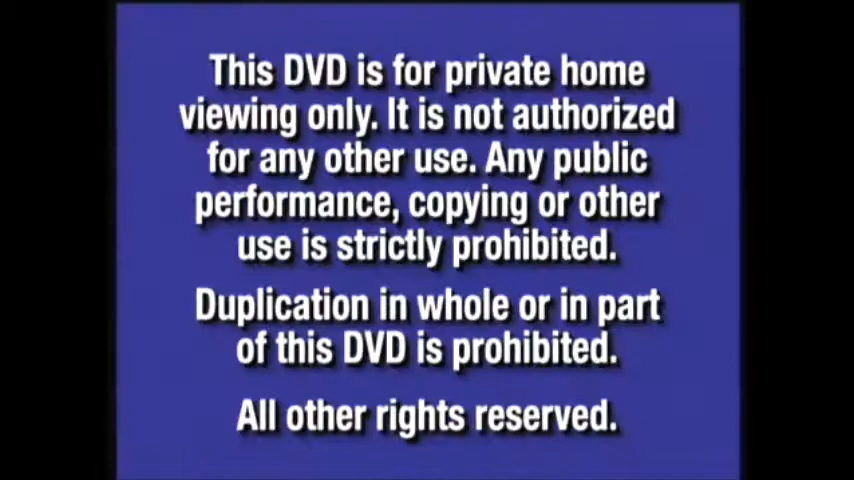 This DVD is for private home
viewing only. It is not authorized
for any other use. Any public
performance, copying or other
use is strictly prohibited.
Duplication in whole or in part
of this DVD is prohibited.
All other rights reserved.